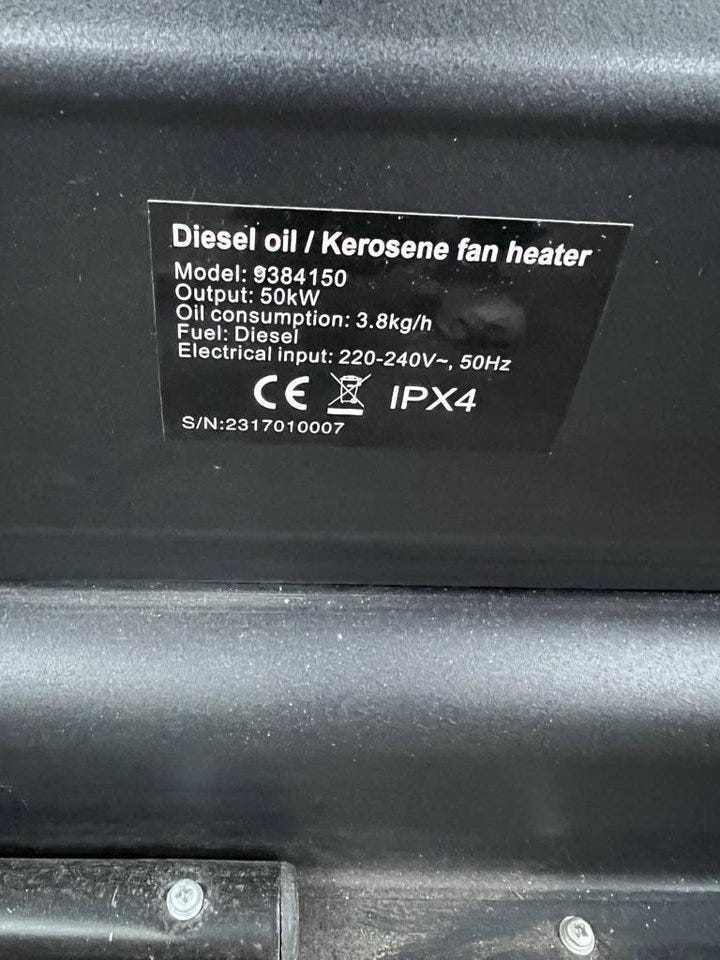 Diesel oil / Kerosene fan heater
Model: 9384150
Output: 50kW
Oil consumption: 3.8kg/h
Fuel: Diesel
Electrical input: 220-240V~, 50Hz
CE IPX4
S/N:2317010007